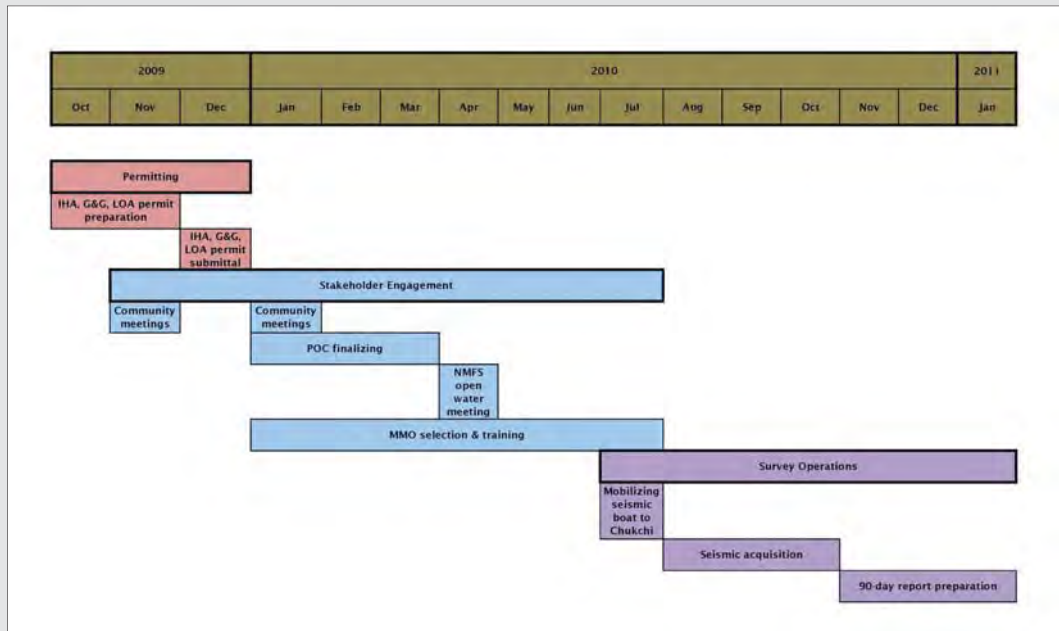 2009 2010 2011
Oct Nov Dec Jan Feb Mar Apr May Jun Jul Aug Sep Oct Nov Dec Jan
Permitting
IHA, G&G, LOA permit
preparation
IHA, G&G,
LOA permit
submittal
Stakeholder Engagement
Community
meetings
Community
meetings
POC finalizing
NMFS
open
water
meeting
MMO selection & training
Survey Operations
Mobilizing
seismic
boat to
Chukchi
Seismic acquisition
90-day report preparation